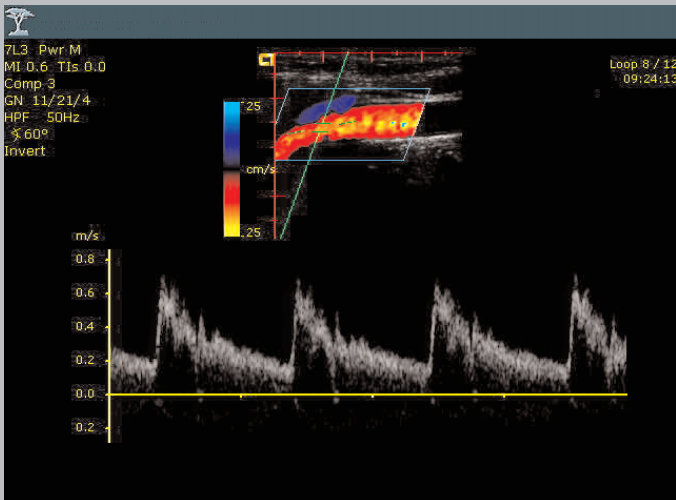 7L3 Pwr M
MI 0.6 TIs 0.0
Comp 3
GN 11/21/4
HPF 50Hz
∢60°
Invert
Loop 8 / 12
09:24:13
.25
cm/s
.25
m/s
0.8
0.6
0.4
0.2
0.0
0.2